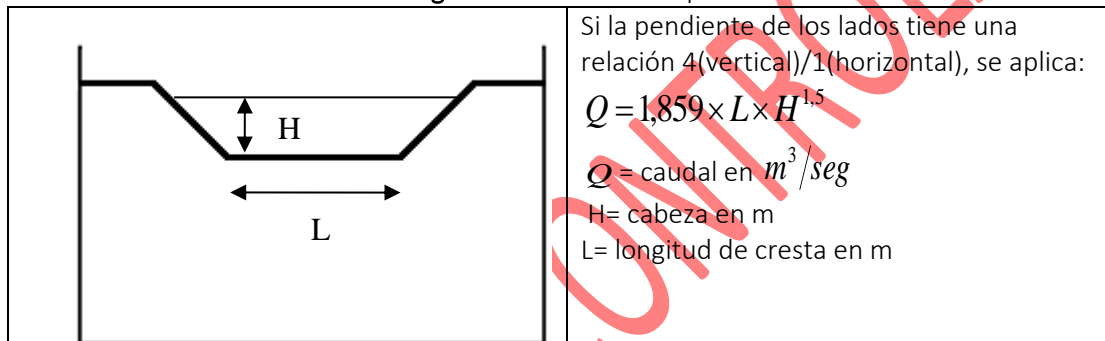 Si la pendiente de los lados tiene una
relación 4(vertical)/1(horizontal), se aplica:
Q=1,859×L×H^1,5
Q = caudal en m^3/seg
H= cabeza en m
L= longitud de cresta en m
H
L